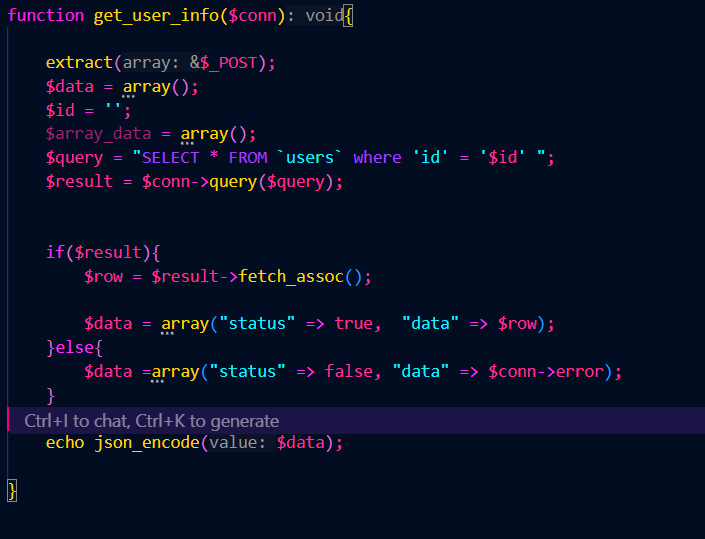 function get_user_info($conn): void{
extract(array: &$_POST);
$data = array();
$id = '';
$array_data = array();
$query = "SELECT * FROM `users` where 'id' = '$id' ";
$result = $conn->query($query);
if($result){
$row = $result->fetch_assoc();
$data = array("status" => true,  "data" => $row);
}else{
$data =array("status" => false, "data" => $conn->error);
}
Ctrl+I to chat, Ctrl+K to generate
echo json_encode(value: $data);
}